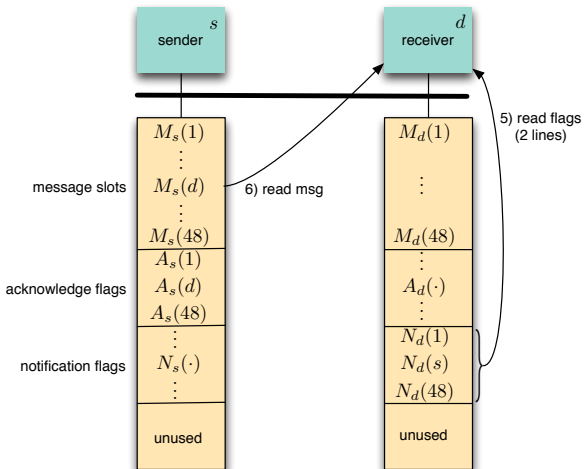 s
sender
d
receiver
5) read flags
(2 lines)
6) read msg
message slots
M_s(1)
⋮
M_s(d)
⋮
M_s(48)
acknowledge flags
A_s(1)
A_s(d)
A_s(48)
notification flags
⋮
N_s(·)
⋮
unused
M_d(1)
⋮
M_d(48)
⋮
A_d(·)
⋮
N_d(1)
N_d(s)
N_d(48)
unused